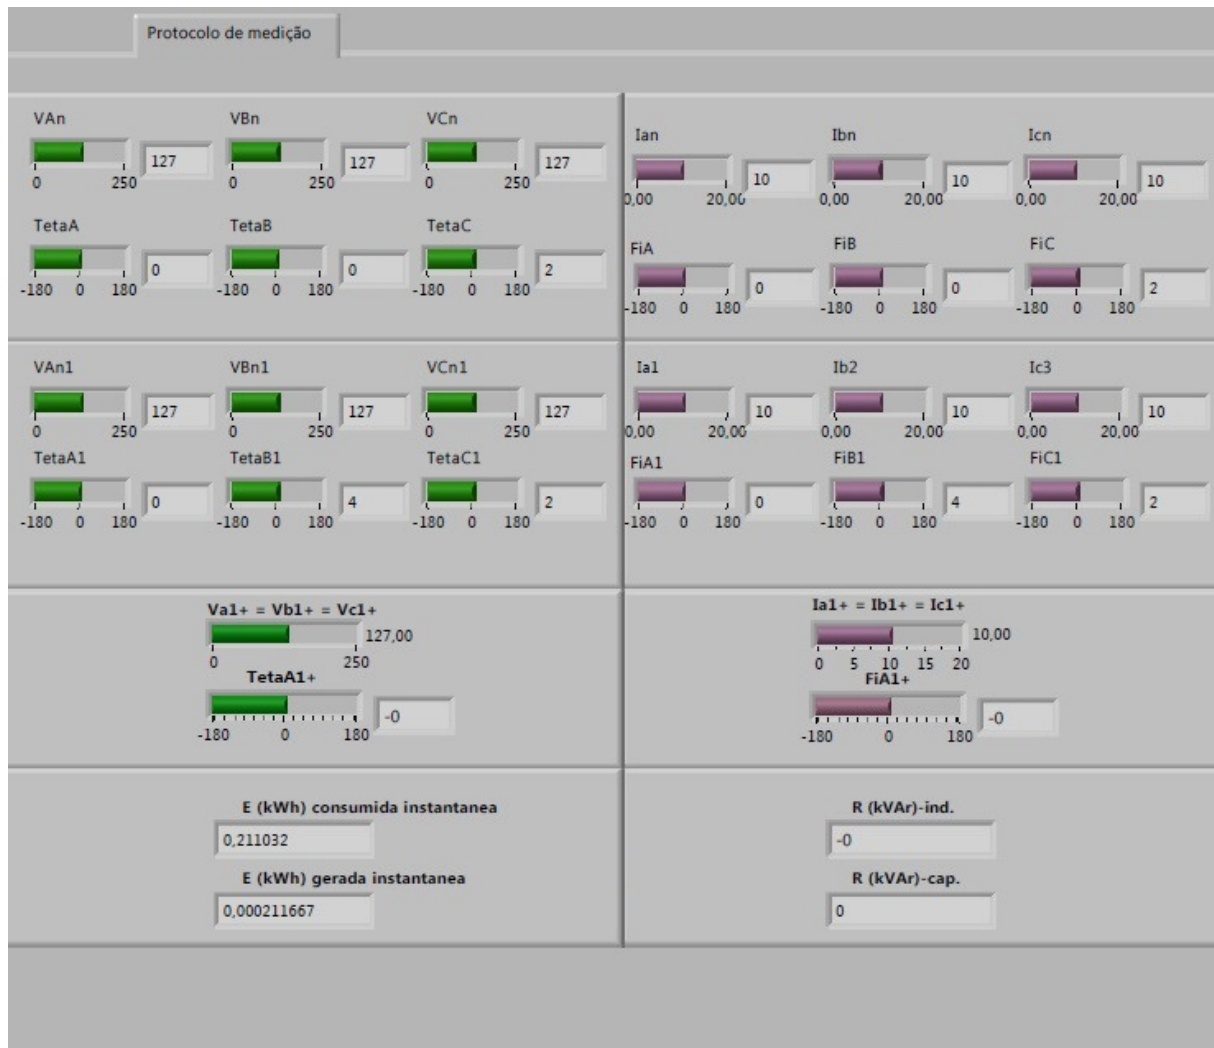 Protocolo de medição
VAn VBn VCn
127 127 127
0 250 0 250 0 250
TetaA TetaB TetaC
0 0 2
-180 0 180 -180 0 180 -180 0 180
Ian Ibn Icn
10 10 10
0,00 20,00 0,00 20,00 0,00 20,00
FiA FiB FiC
0 0 2
-180 0 180 -180 0 180 -180 0 180
VAn1 VBn1 VCn1
127 127 127
0 250 0 250 0 250
TetaA1 TetaB1 TetaC1
0 4 2
-180 0 180 -180 0 180 -180 0 180
Ia1 Ib2 Ic3
10 10 10
0,00 20,00 0,00 20,00 0,00 20,00
FiA1 FiB1 FiC1
0 4 2
-180 0 180 -180 0 180 -180 0 180
Va1+ = Vb1+ = Vc1+
127,00
0 250
TetaA1+
-0
-180 0 180
Ia1+ = Ib1+ = Ic1+
10,00
0 5 10 15 20
FiA1+
-0
-180 0 180
E (kWh) consumida instantanea
0,211032
E (kWh) gerada instantanea
0,000211667
R (kVAr)-ind.
-0
R (kVAr)-cap.
0